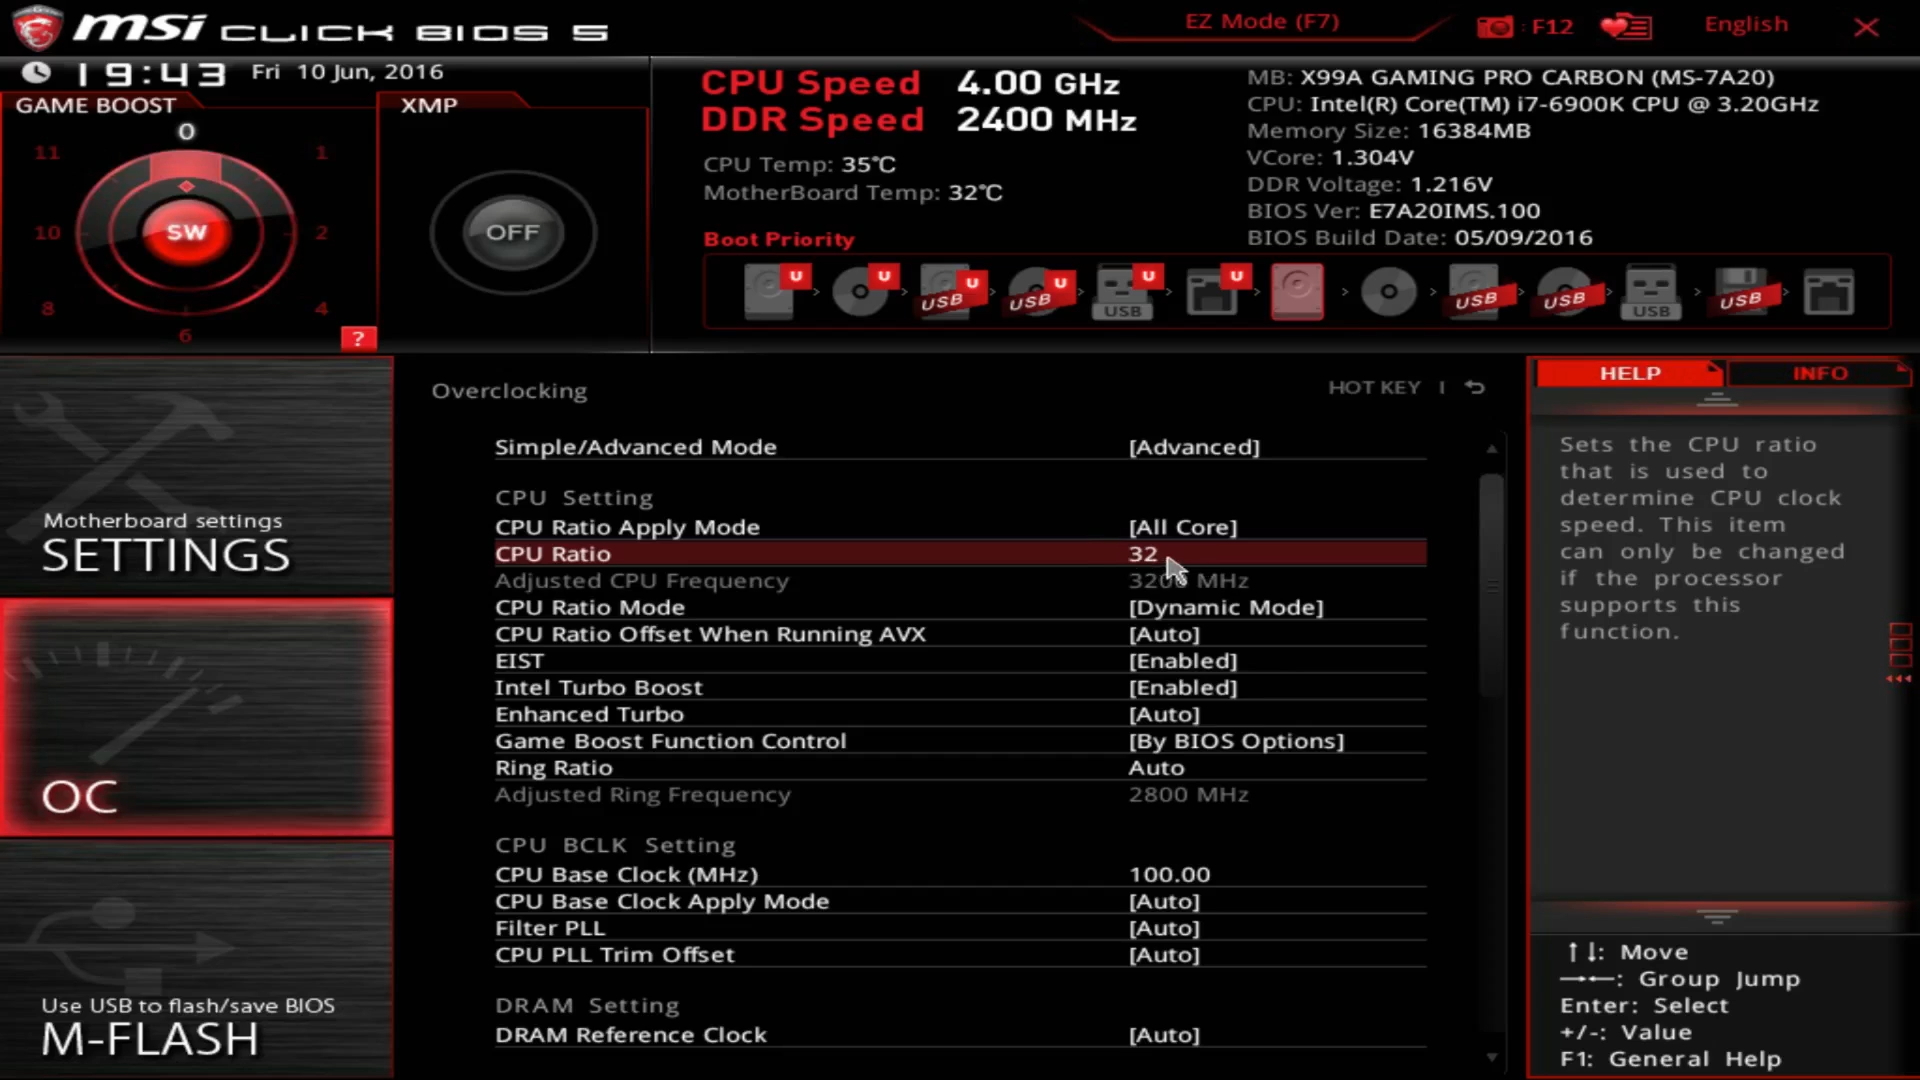 msi CLICK BIOS 5
EZ Mode (F7)
: F12
English
19:43 Fri 10 Jun, 2016
GAME BOOST
XMP
0
11
1
10
2
8
4
6
SW
OFF
?
CPU Speed 4.00 GHz
DDR Speed 2400 MHz
CPU Temp: 35℃
MotherBoard Temp: 32℃
MB: X99A GAMING PRO CARBON (MS-7A20)
CPU: Intel(R) Core(TM) i7-6900K CPU @ 3.20GHz
Memory Size: 16384MB
VCore: 1.304V
DDR Voltage: 1.216V
BIOS Ver: E7A20IMS.100
BIOS Build Date: 05/09/2016
Boot Priority
U U U U U U
USB USB USB USB USB USB USB
Motherboard settings
SETTINGS
OC
Use USB to flash/save BIOS
M-FLASH
Overclocking
HOT KEY |
Simple/Advanced Mode [Advanced]
CPU Setting
CPU Ratio Apply Mode [All Core]
CPU Ratio 32
Adjusted CPU Frequency 3200 MHz
CPU Ratio Mode [Dynamic Mode]
CPU Ratio Offset When Running AVX [Auto]
EIST [Enabled]
Intel Turbo Boost [Enabled]
Enhanced Turbo [Auto]
Game Boost Function Control [By BIOS Options]
Ring Ratio Auto
Adjusted Ring Frequency 2800 MHz
CPU BCLK Setting
CPU Base Clock (MHz) 100.00
CPU Base Clock Apply Mode [Auto]
Filter PLL [Auto]
CPU PLL Trim Offset [Auto]
DRAM Setting
DRAM Reference Clock [Auto]
HELP
INFO
Sets the CPU ratio
that is used to
determine CPU clock
speed. This item
can only be changed
if the processor
supports this
function.
↑↓: Move
→←: Group Jump
Enter: Select
+/-: Value
F1: General Help